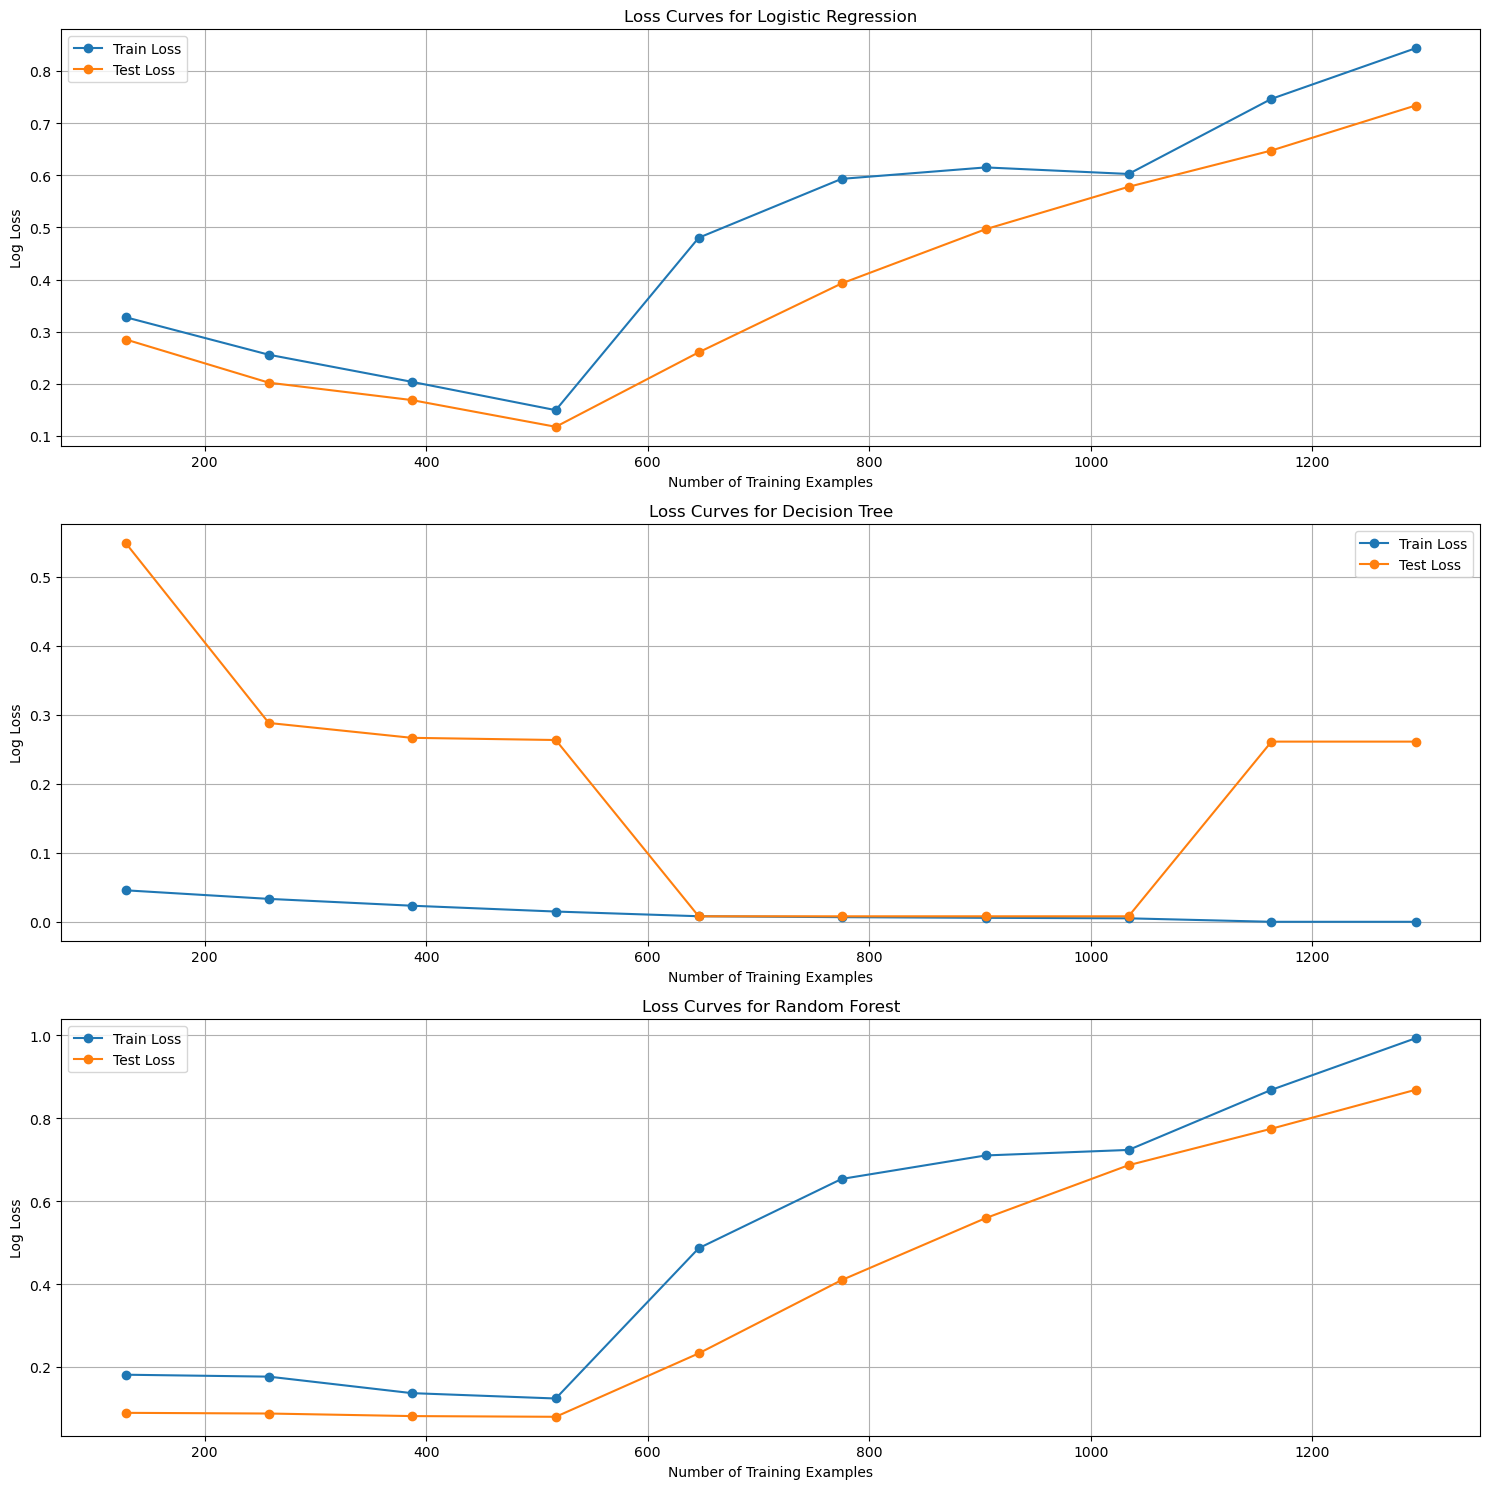 Loss Curves for Logistic Regression
Train Loss
Test Loss
Log Loss
0.8
0.7
0.6
0.5
0.4
0.3
0.2
0.1
200 400 600 800 1000 1200
Number of Training Examples
Loss Curves for Decision Tree
Train Loss
Test Loss
Log Loss
0.5
0.4
0.3
0.2
0.1
0.0
200 400 600 800 1000 1200
Number of Training Examples
Loss Curves for Random Forest
Train Loss
Test Loss
Log Loss
1.0
0.8
0.6
0.4
0.2
200 400 600 800 1000 1200
Number of Training Examples